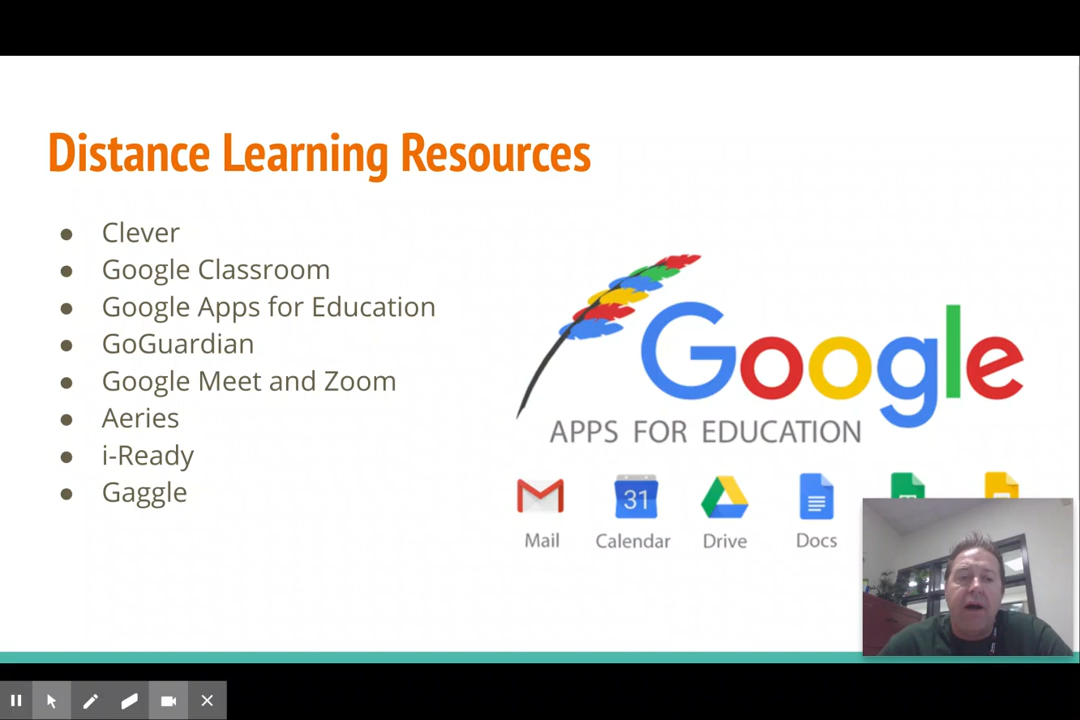 Distance Learning Resources
Clever
Google Classroom
Google Apps for Education
GoGuardian
Google Meet and Zoom
Aeries
i-Ready
Gaggle
Google
APPS FOR EDUCATION
31
Mail Calendar Drive Docs